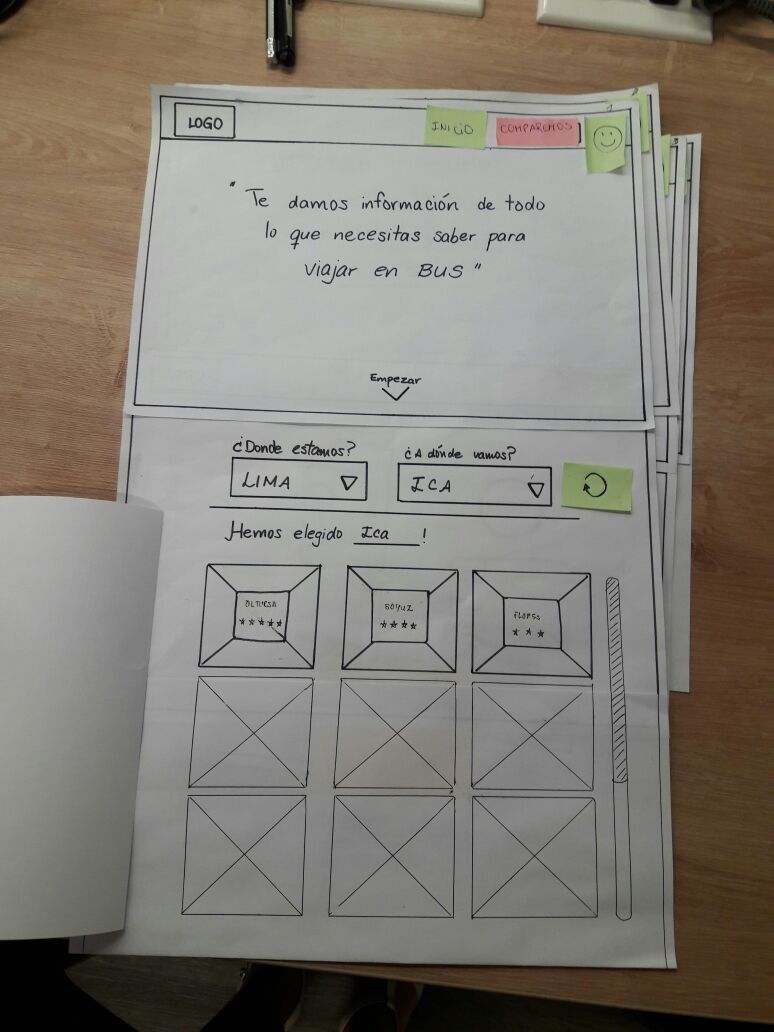 LOGO
INICIO
COMPAREMOS
" Te damos información de todo
lo que necesitas saber para
viajar en BUS "
Empezar
¿Donde estamos?
¿A dónde vamos?
LIMA
ICA
Hemos elegido Ica !
SOYUZ
FLORES